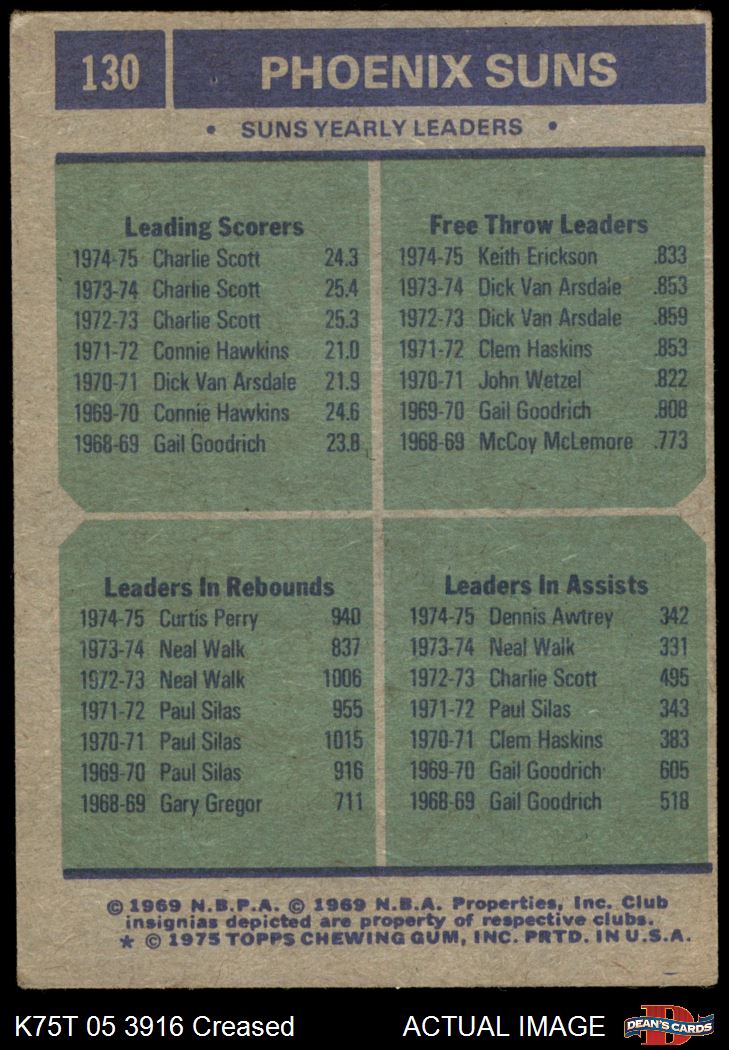 130 PHOENIX SUNS
• SUNS YEARLY LEADERS •
Leading Scorers
1974-75 Charlie Scott 24.3
1973-74 Charlie Scott 25.4
1972-73 Charlie Scott 25.3
1971-72 Connie Hawkins 21.0
1970-71 Dick Van Arsdale 21.9
1969-70 Connie Hawkins 24.6
1968-69 Gail Goodrich 23.8
Free Throw Leaders
1974-75 Keith Erickson .833
1973-74 Dick Van Arsdale .853
1972-73 Dick Van Arsdale .859
1971-72 Clem Haskins .853
1970-71 John Wetzel .822
1969-70 Gail Goodrich .808
1968-69 McCoy McLemore .773
Leaders In Rebounds
1974-75 Curtis Perry 940
1973-74 Neal Walk 837
1972-73 Neal Walk 1006
1971-72 Paul Silas 955
1970-71 Paul Silas 1015
1969-70 Paul Silas 916
1968-69 Gary Gregor 711
Leaders In Assists
1974-75 Dennis Awtrey 342
1973-74 Neal Walk 331
1972-73 Charlie Scott 495
1971-72 Paul Silas 343
1970-71 Clem Haskins 383
1969-70 Gail Goodrich 605
1968-69 Gail Goodrich 518
© 1969 N.B.P.A. © 1969 N.B.A. Properties, Inc. Club
insignias depicted are property of respective clubs.
* © 1975 TOPPS CHEWING GUM, INC. PRTD. IN U.S.A.
K75T 05 3916 Creased ACTUAL IMAGE
DEAN'S CARDS